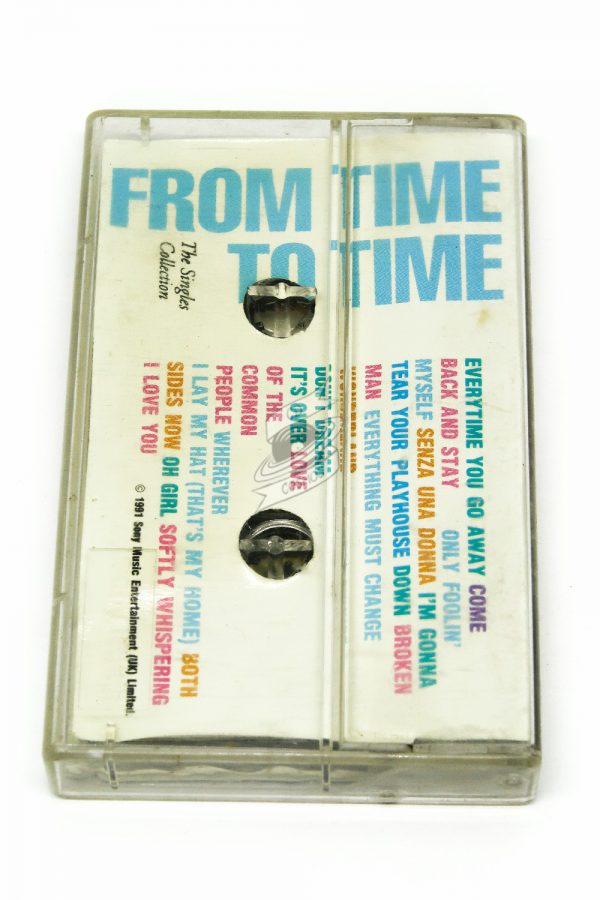 FROM TIME
TO TIME
The Singles
Collection
EVERYTIME YOU GO AWAY COME
BACK AND STAY ONLY FOOLIN'
MYSELF SENZA UNA DONNA I'M GONNA
TEAR YOUR PLAYHOUSE DOWN BROKEN
MAN EVERYTHING MUST CHANGE
IT'S OVER LOVE
OF THE
COMMON
PEOPLE WHEREVER
I LAY MY HAT (THAT'S MY HOME) BOTH
SIDES NOW OH GIRL SOFTLY WHISPERING
I LOVE YOU
© 1991 Sony Music Entertainment (UK) Limited.